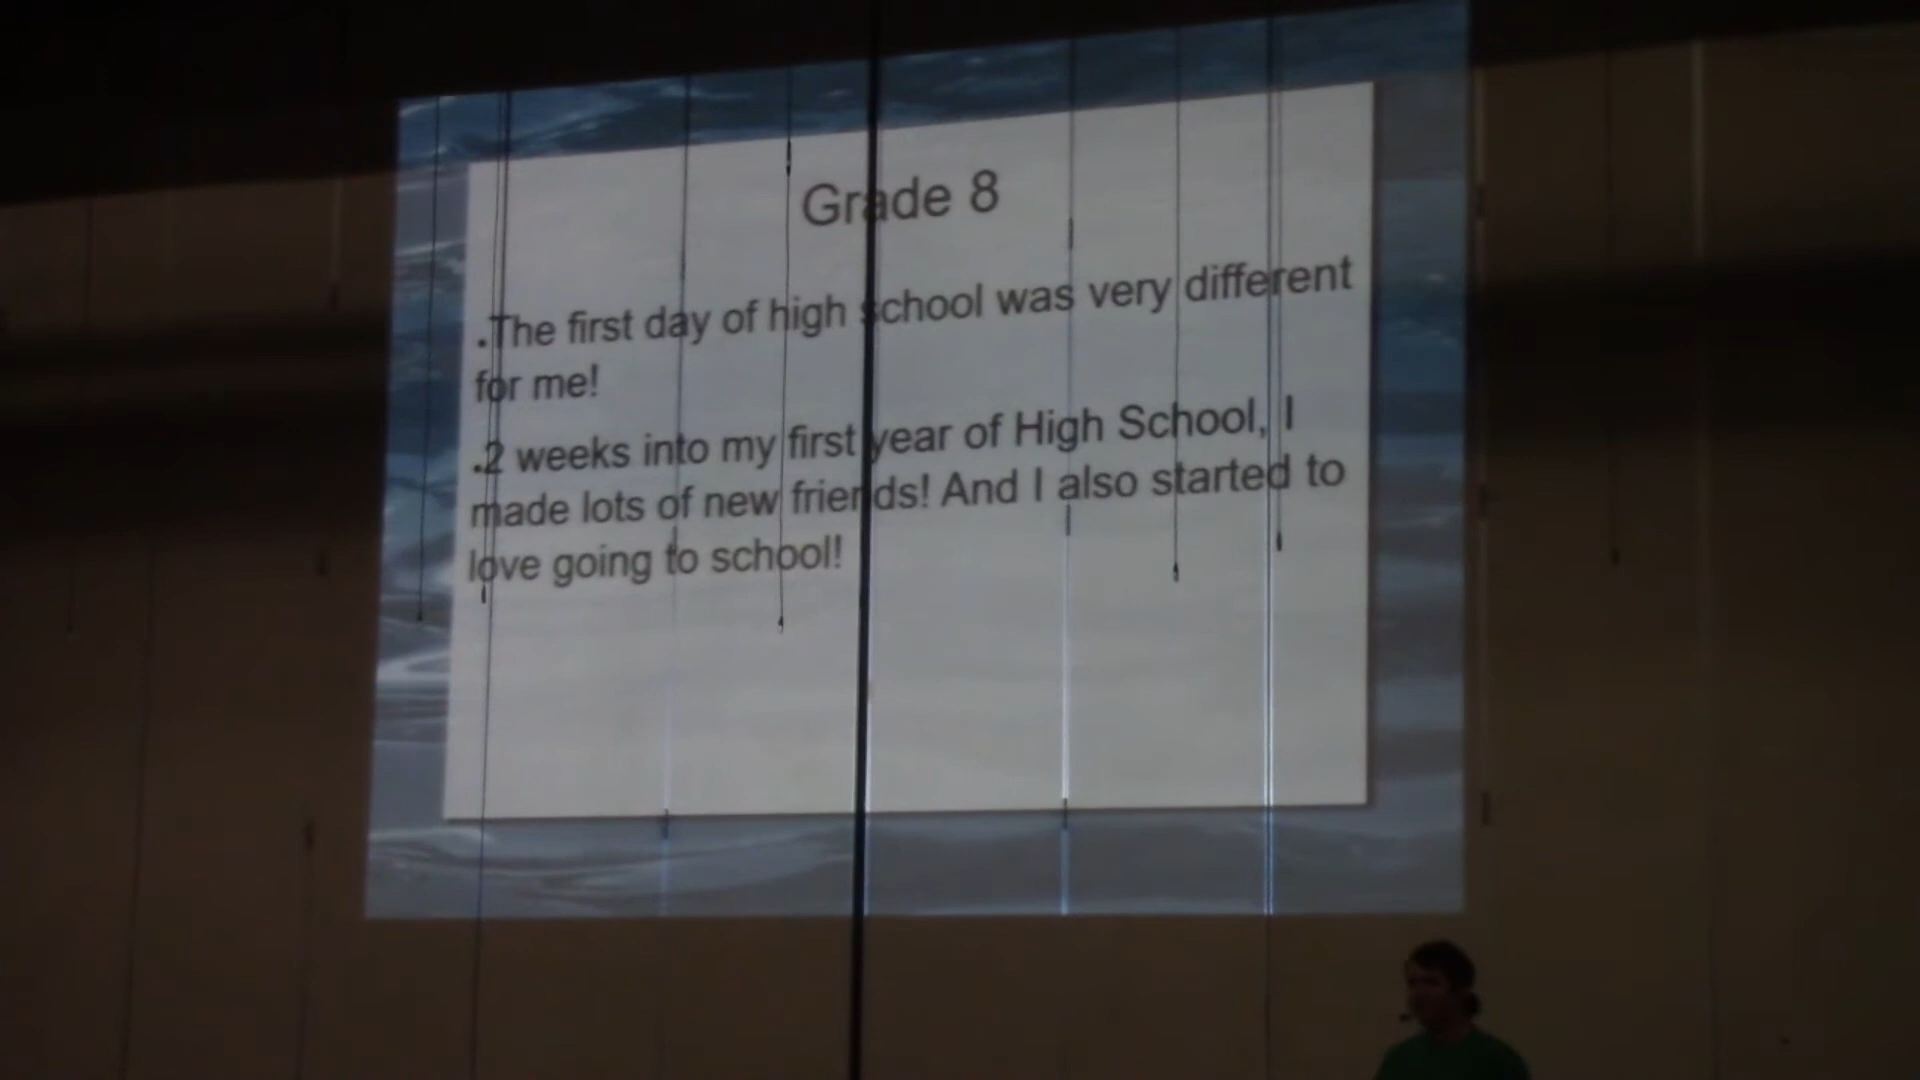 Grade 8
.The first day of high school was very different
for me!
.2 weeks into my first year of High School, I
made lots of new friends! And I also started to
love going to school!